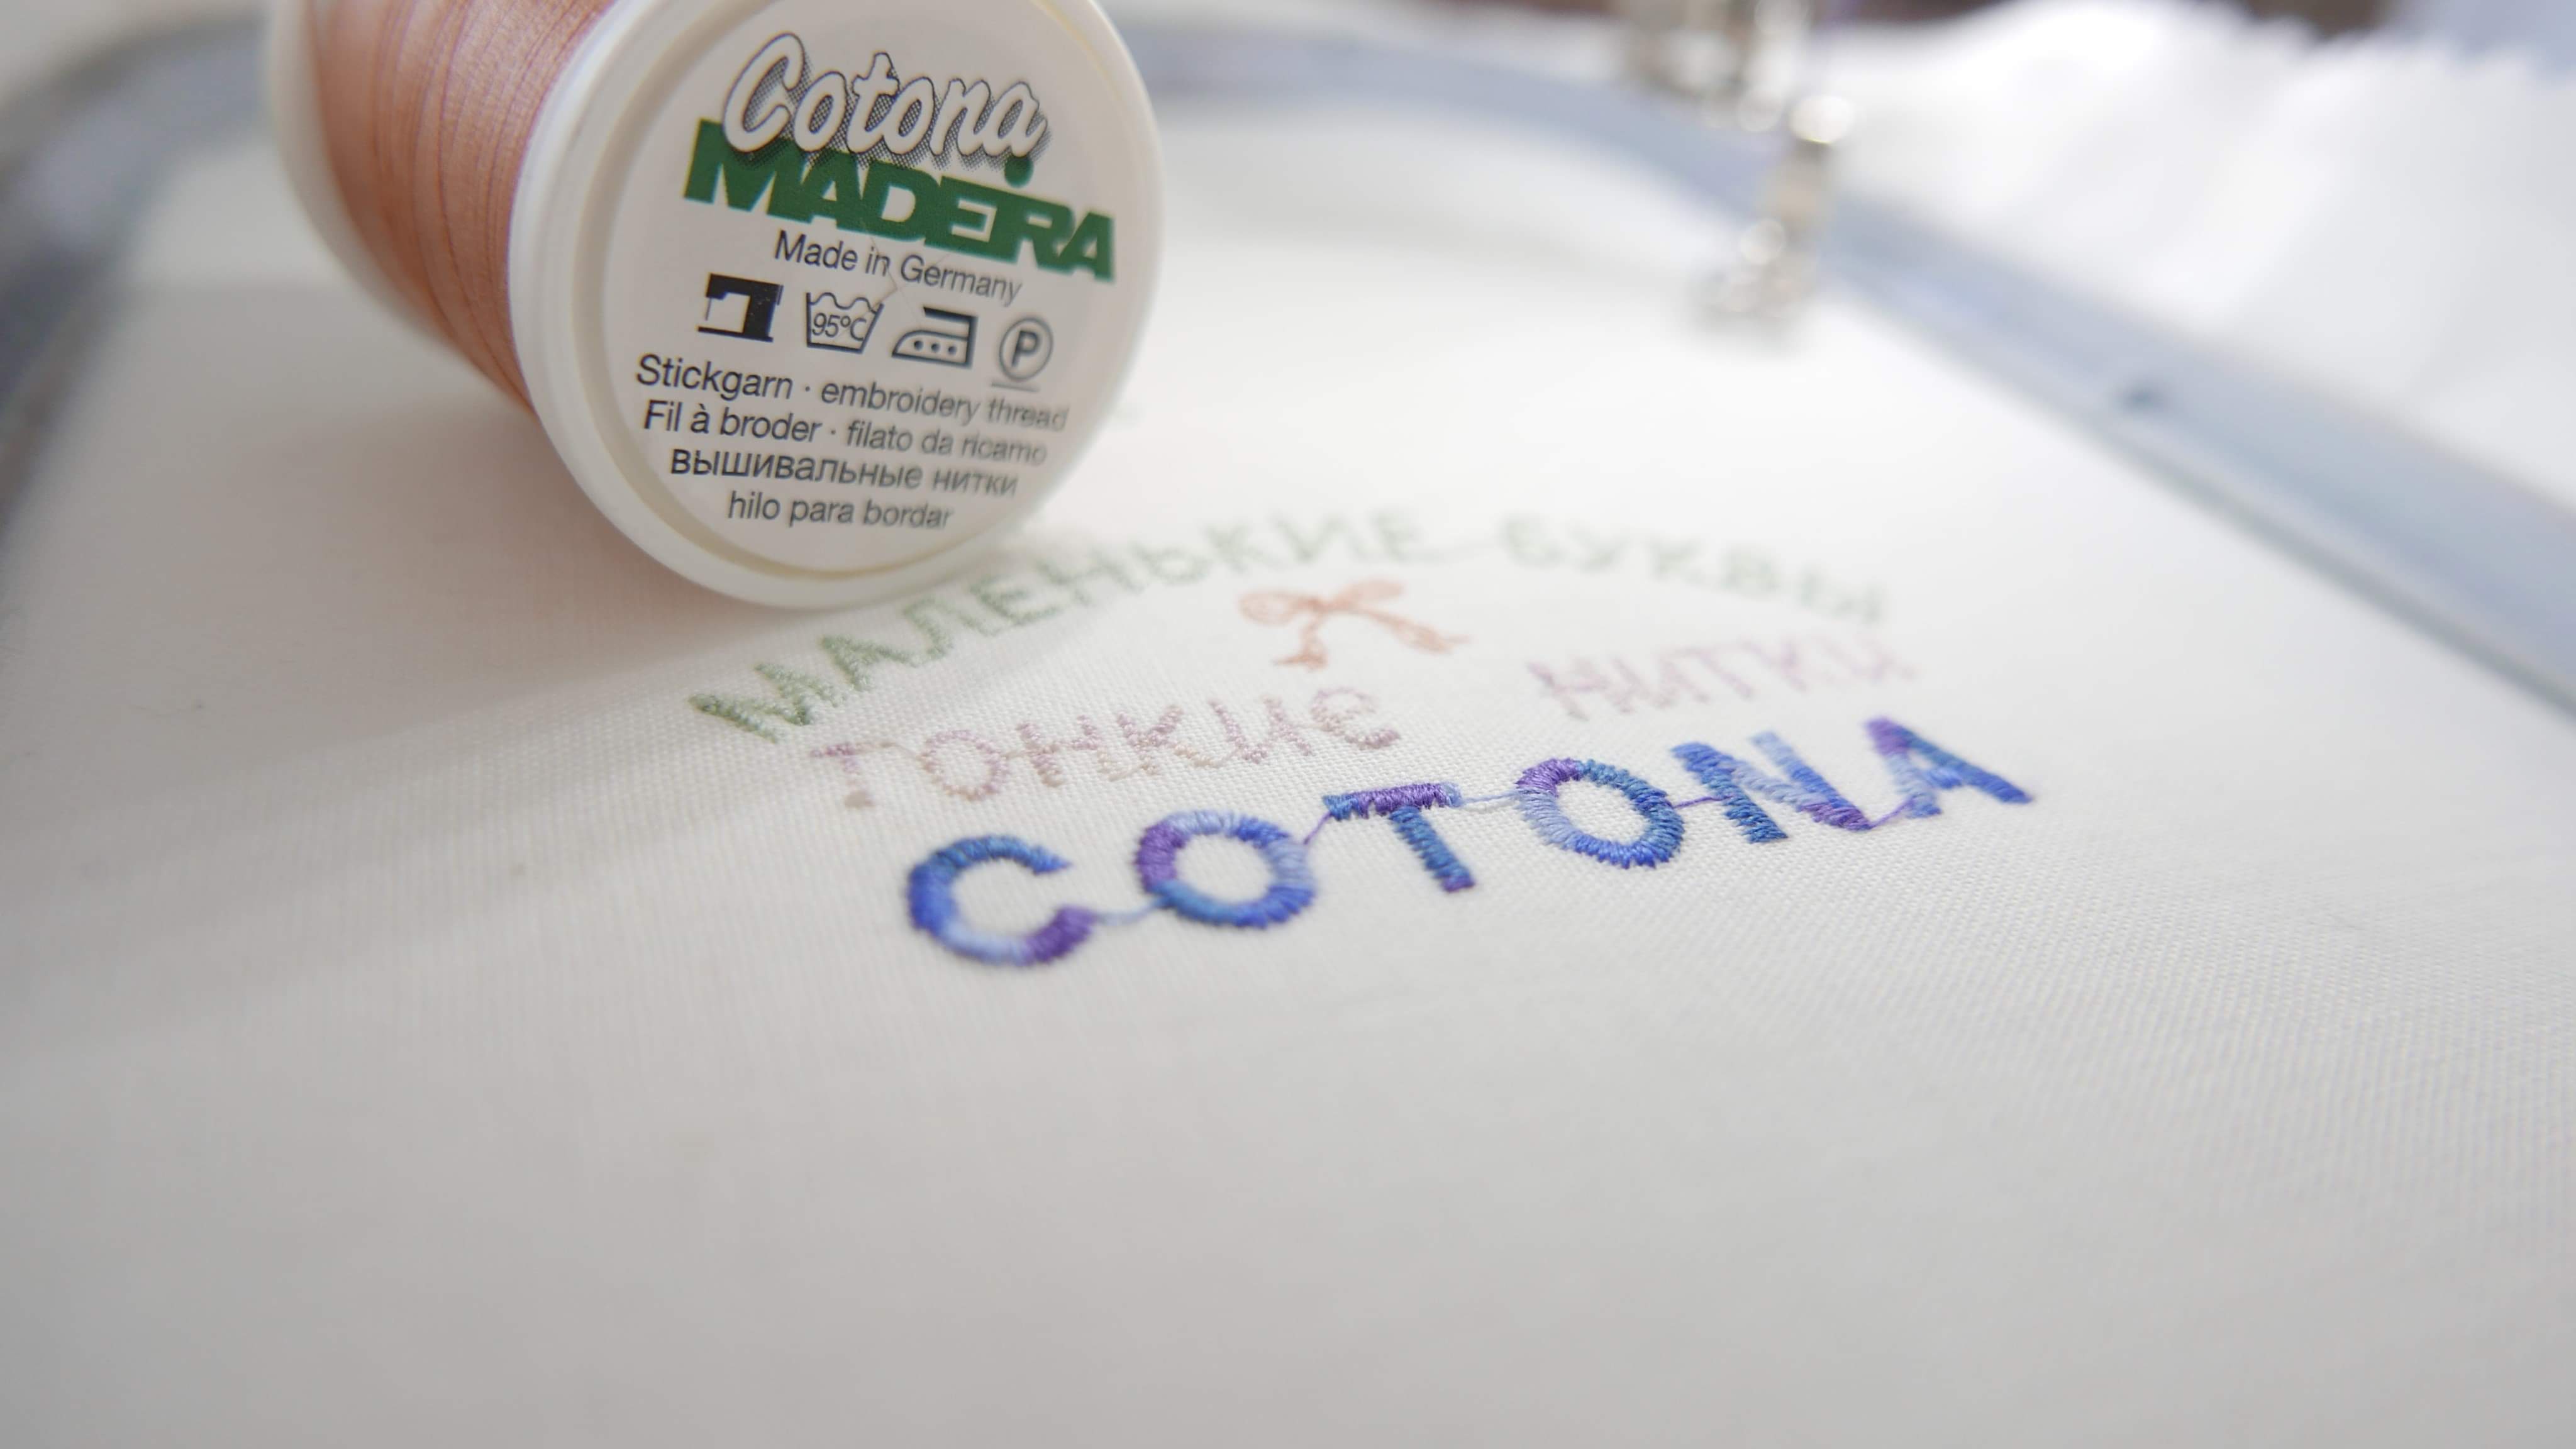 Cotona
MADEIRA
Made in Germany
95°C P
Stickgarn · embroidery thread
Fil à broder · filato da ricamo
вышивальные нитки
hilo para bordar
МАЛЕНЬКИЕ БУКВЫ
тонкие нитки
COTONA